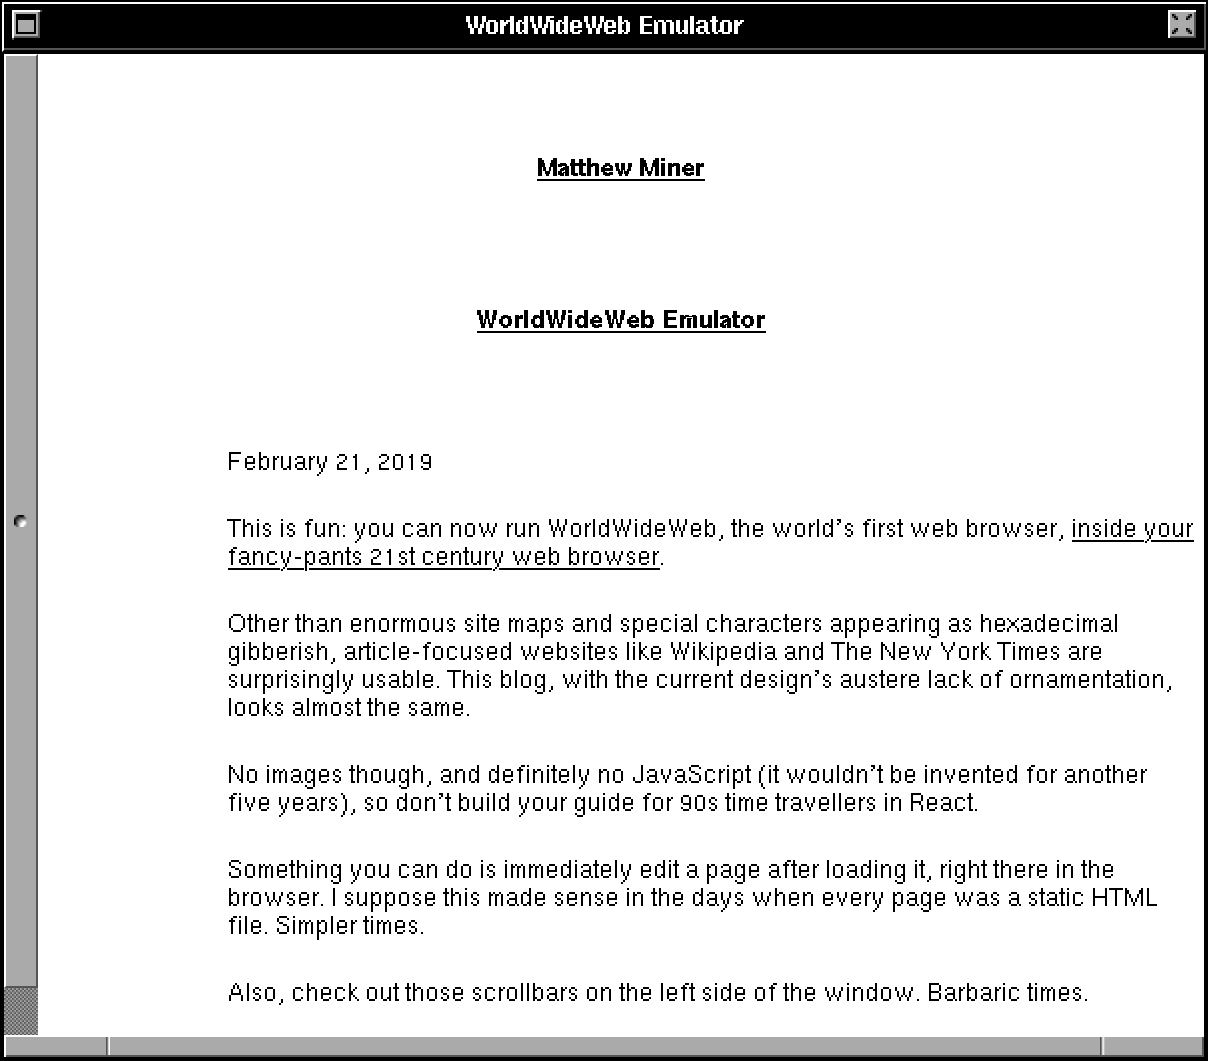 WorldWideWeb Emulator
Matthew Miner
WorldWideWeb Emulator
February 21, 2019
This is fun: you can now run WorldWideWeb, the world’s first web browser, inside your
fancy-pants 21st century web browser.
Other than enormous site maps and special characters appearing as hexadecimal
gibberish, article-focused websites like Wikipedia and The New York Times are
surprisingly usable. This blog, with the current design’s austere lack of ornamentation,
looks almost the same.
No images though, and definitely no JavaScript (it wouldn’t be invented for another
five years), so don’t build your guide for 90s time travellers in React.
Something you can do is immediately edit a page after loading it, right there in the
browser. I suppose this made sense in the days when every page was a static HTML
file. Simpler times.
Also, check out those scrollbars on the left side of the window. Barbaric times.